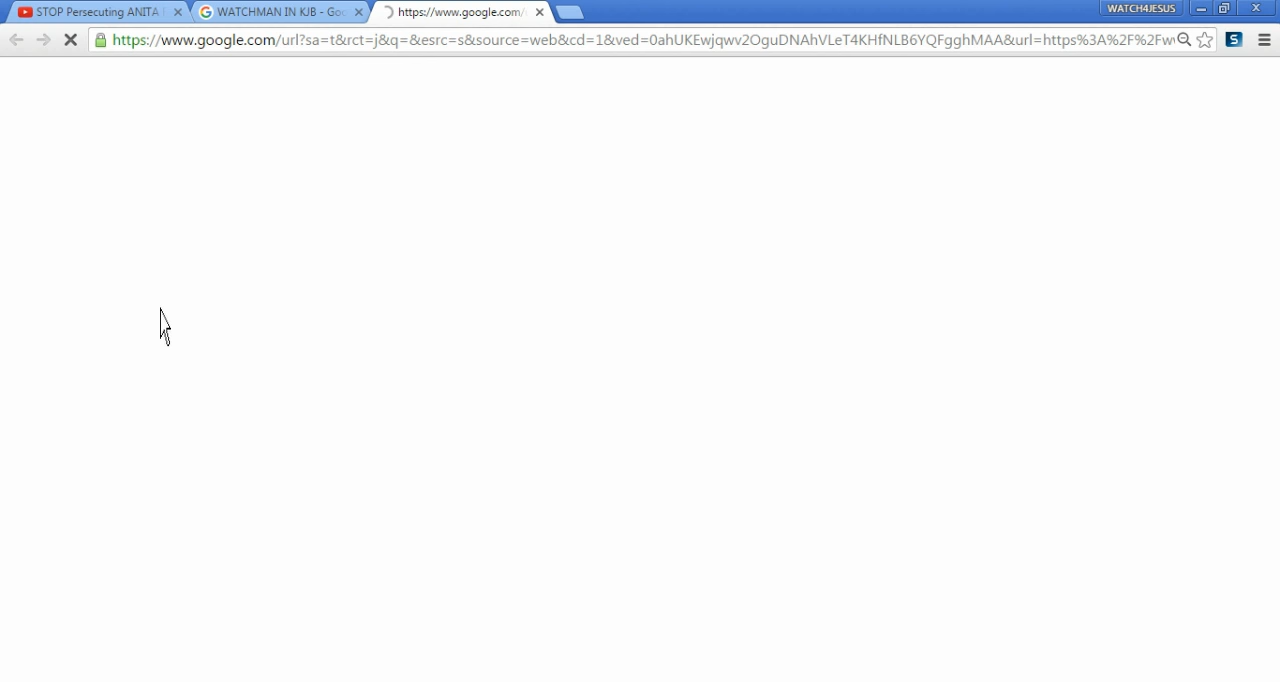 STOP Persecuting ANITA WATCHMAN IN KJB - Goo https://www.google.com/ WATCH4JESUS
https://www.google.com/url?sa=t&rct=j&q=&esrc=s&source=web&cd=1&ved=0ahUKEwjqwv2OguDNAhVLeT4KHfNLB6YQFgghMAA&url=https%3A%2F%2Fw S